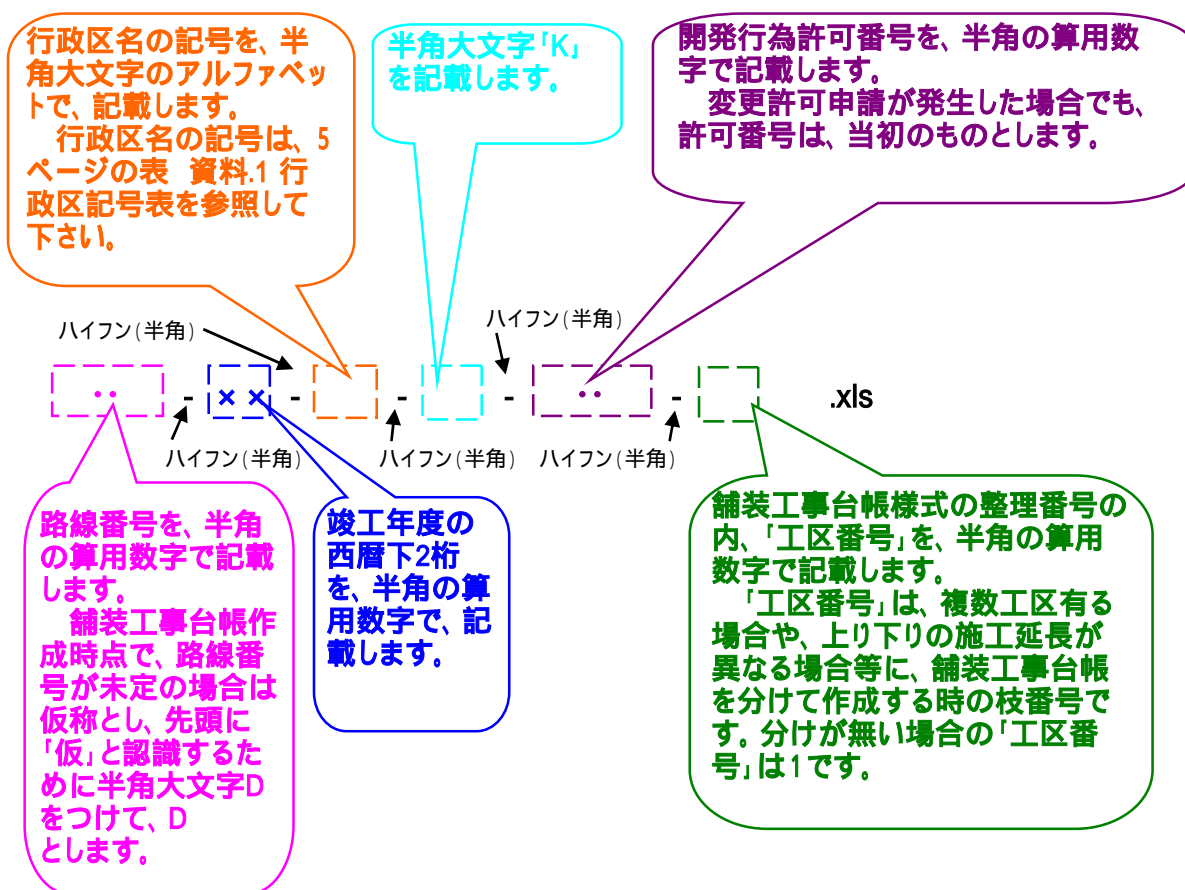 行政区名の記号を、半
角大文字のアルファベッ
トで、記載します。
　行政区名の記号は、5
ページの表　資料.1 行
政区記号表を参照して
下さい。
半角大文字「K」
を記載します。
開発行為許可番号を、半角の算用数
字で記載します。
　変更許可申請が発生した場合でも、
許可番号は、当初のものとします。
ハイフン(半角)
ハイフン(半角)
‥ - ×× - - - ‥ - .xls
ハイフン(半角)
ハイフン(半角)
ハイフン(半角)
路線番号を、半角
の算用数字で記載
します。
　舗装工事台帳作
成時点で、路線番
号が未定の場合は
仮称とし、先頭に
「仮」と認識するた
めに半角大文字D
をつけて、D
とします。
竣工年度の
西暦下2桁
を、半角の算
用数字で、記
載します。
舗装工事台帳様式の整理番号の
内、「工区番号」を、半角の算用
数字で記載します。
　「工区番号」は、複数工区有る
場合や、上り下りの施工延長が
異なる場合等に、舗装工事台帳
を分けて作成する時の枝番号で
す。分けが無い場合の「工区番
号」は1です。